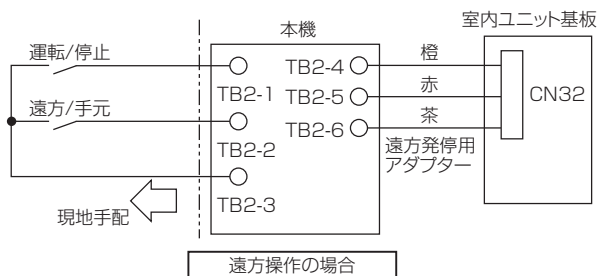 室内ユニット基板
本機
運転/停止
TB2-4
橙
TB2-1
TB2-5
赤
CN32
遠方/手元
TB2-6
茶
TB2-2
遠方発停用
アダプター
TB2-3
現地手配
遠方操作の場合